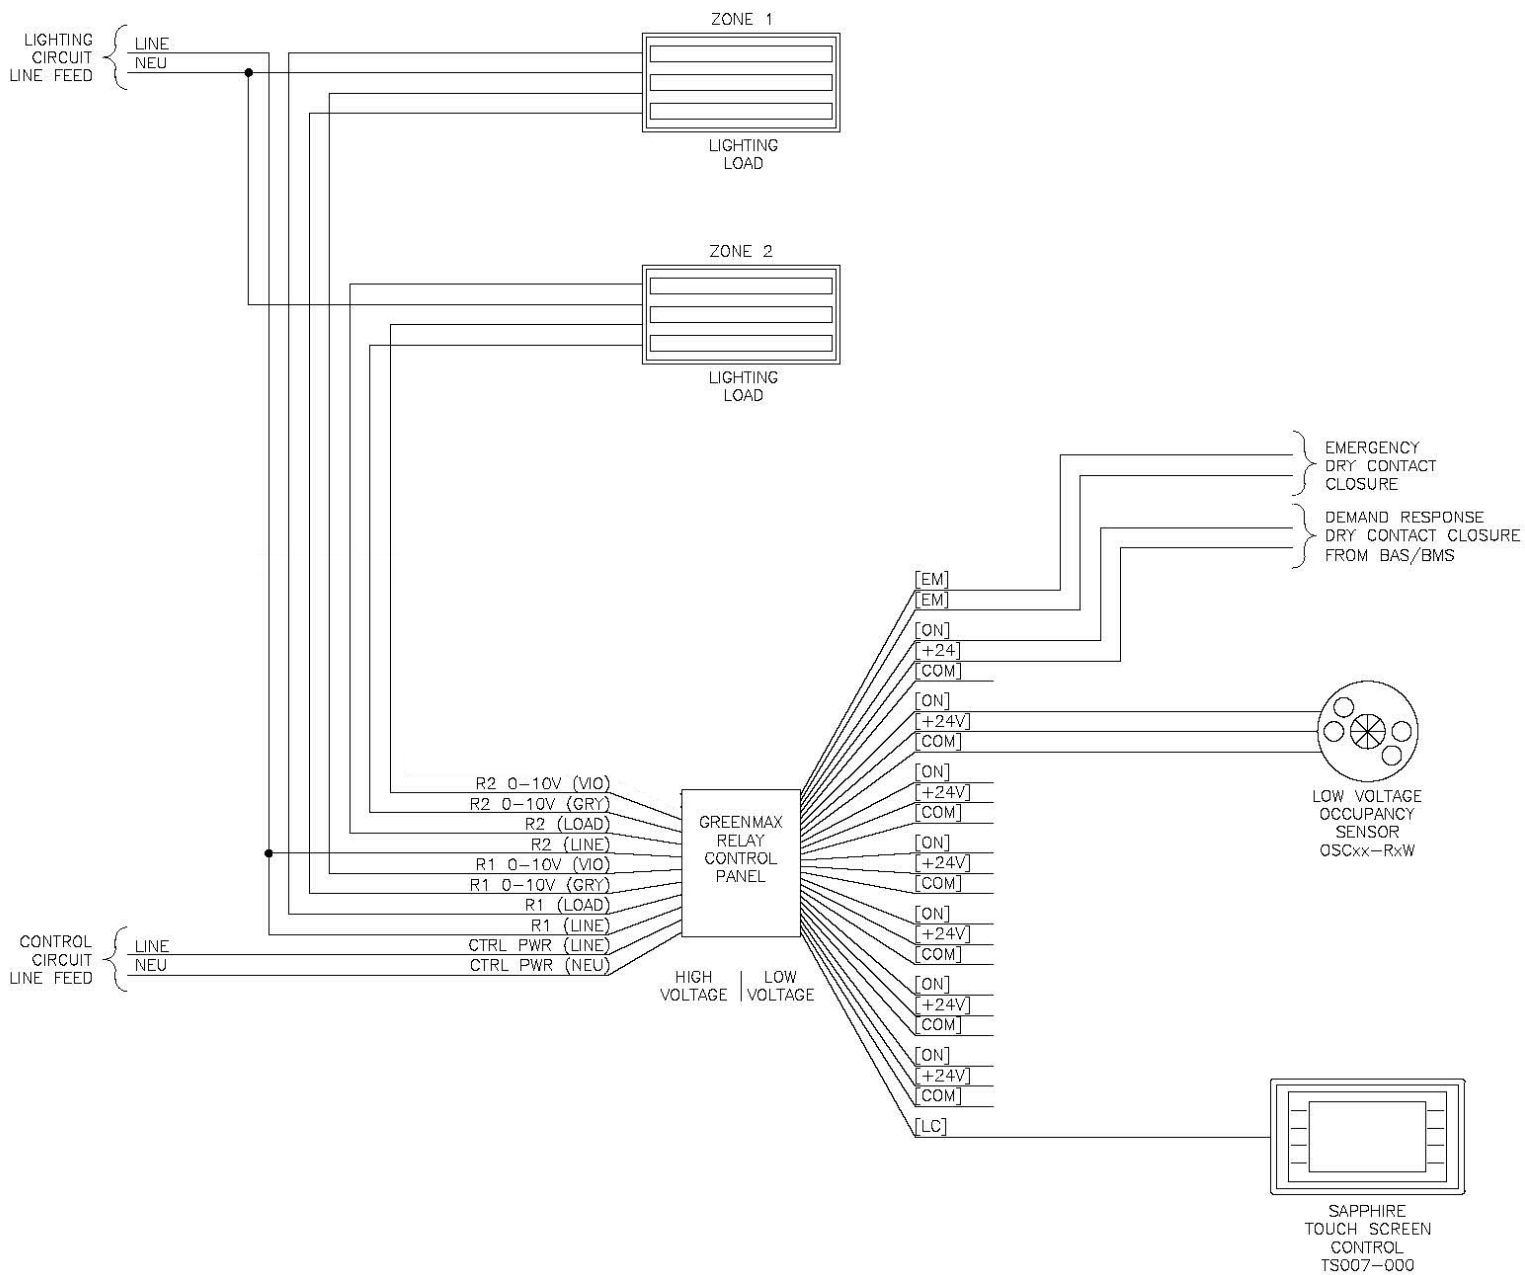 ZONE 1
LIGHTING
CIRCUIT
LINE FEED
LINE
NEU
LIGHTING
LOAD
ZONE 2
LIGHTING
LOAD
EMERGENCY
DRY CONTACT
CLOSURE
DEMAND RESPONSE
DRY CONTACT CLOSURE
FROM BAS/BMS
[EM]
[EM]
[ON]
[+24]
[COM]
[ON]
[+24V]
[COM]
[ON]
[+24V]
[COM]
[ON]
[+24V]
[COM]
[ON]
[+24V]
[COM]
[ON]
[+24V]
[COM]
[ON]
[+24V]
[COM]
[LC]
LOW VOLTAGE
OCCUPANCY
SENSOR
OSCxx-RxW
R2 0-10V (VIO)
R2 0-10V (GRY)
R2 (LOAD)
R2 (LINE)
R1 0-10V (VIO)
R1 0-10V (GRY)
R1 (LOAD)
R1 (LINE)
CTRL PWR (LINE)
CTRL PWR (NEU)
GREENMAX
RELAY
CONTROL
PANEL
CONTROL
CIRCUIT
LINE FEED
LINE
NEU
HIGH
VOLTAGE
LOW
VOLTAGE
SAPPHIRE
TOUCH SCREEN
CONTROL
TS007-000